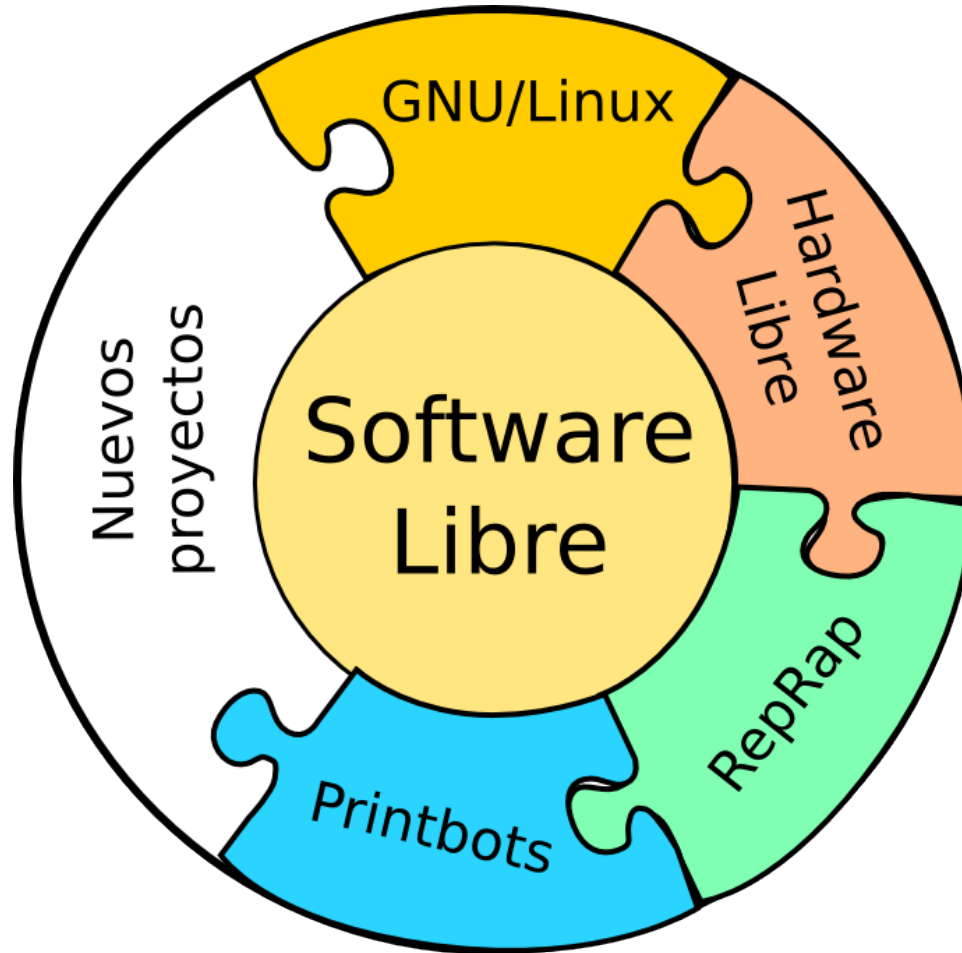 GNU/Linux
Hardware
Libre
RepRap
Printbots
Nuevos
proyectos
Software
Libre